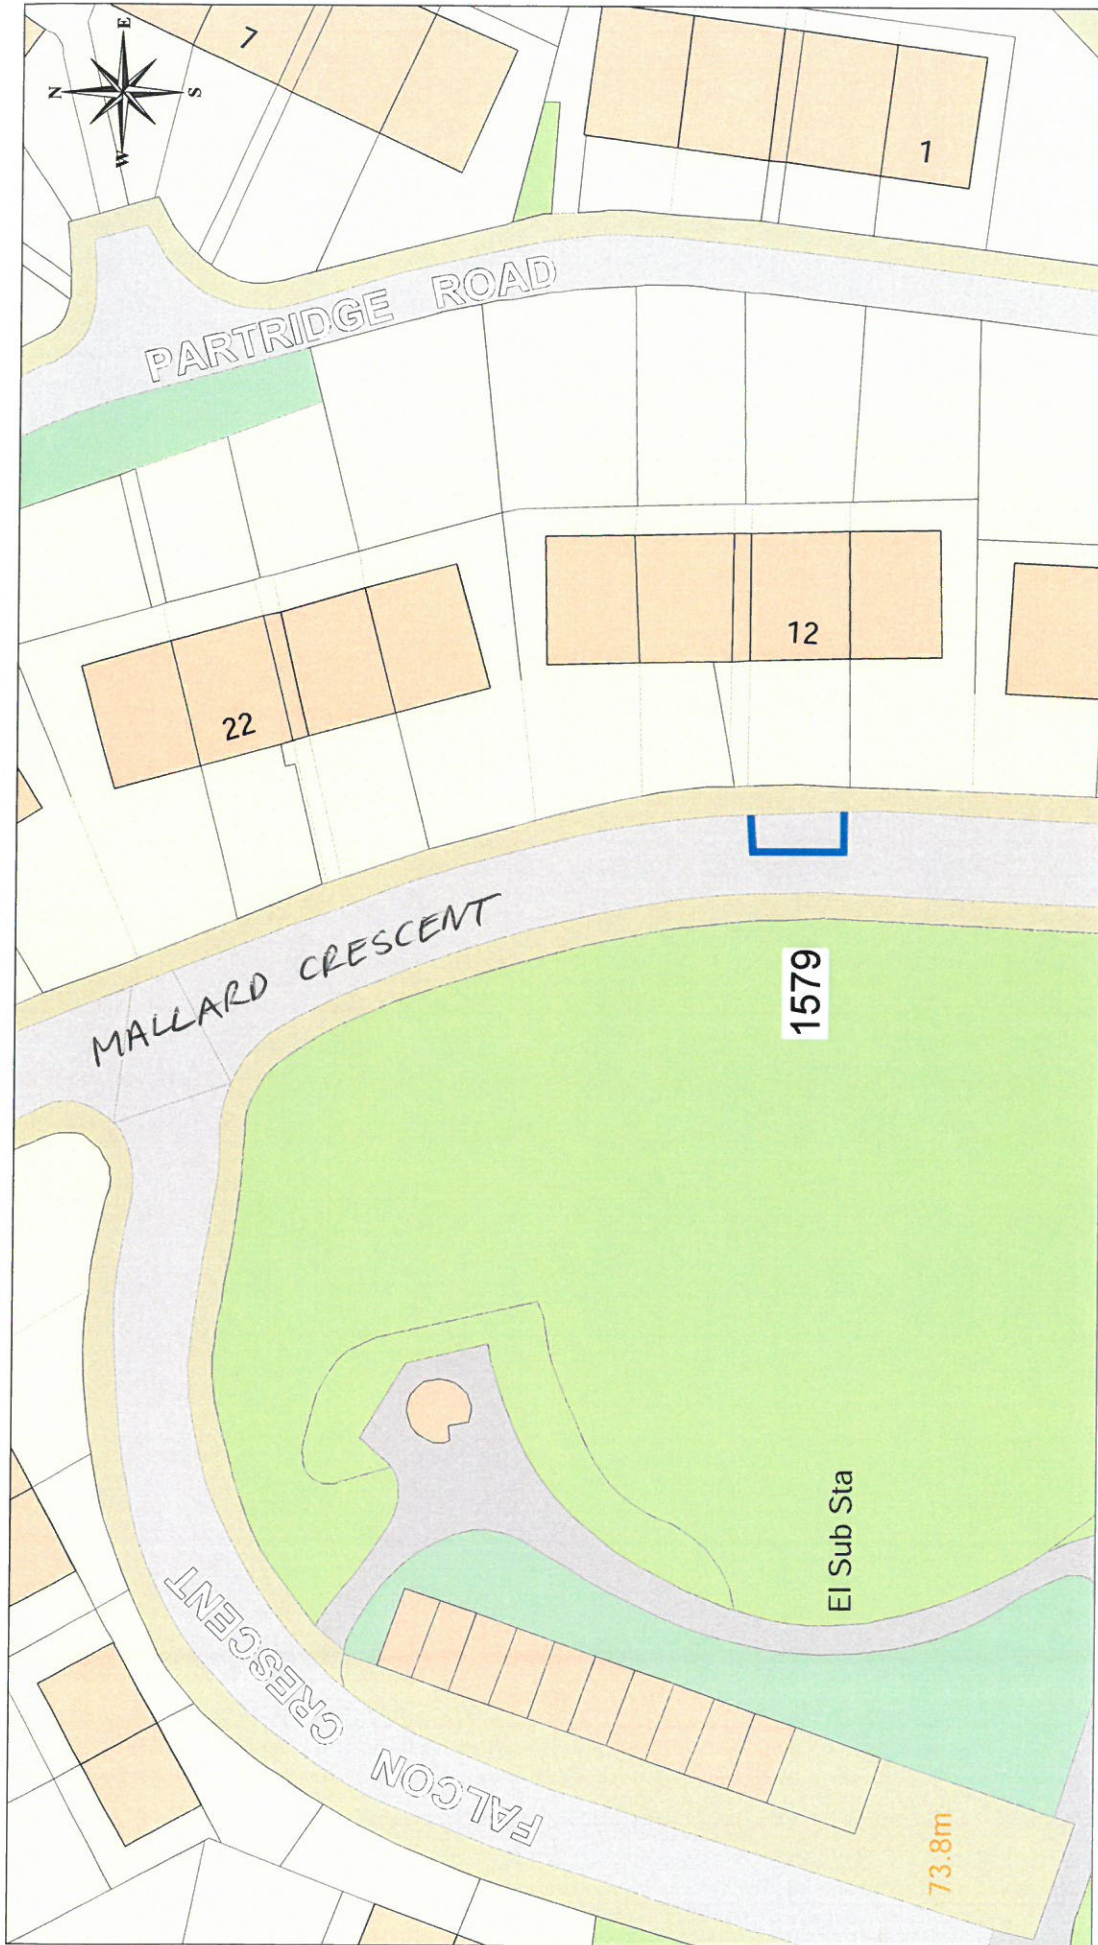 N
E
S
W
7
1
PARTRIDGE ROAD
12
22
MALLARD CRESCENT
1579
El Sub Sta
FALCON CRESCENT
73.8m